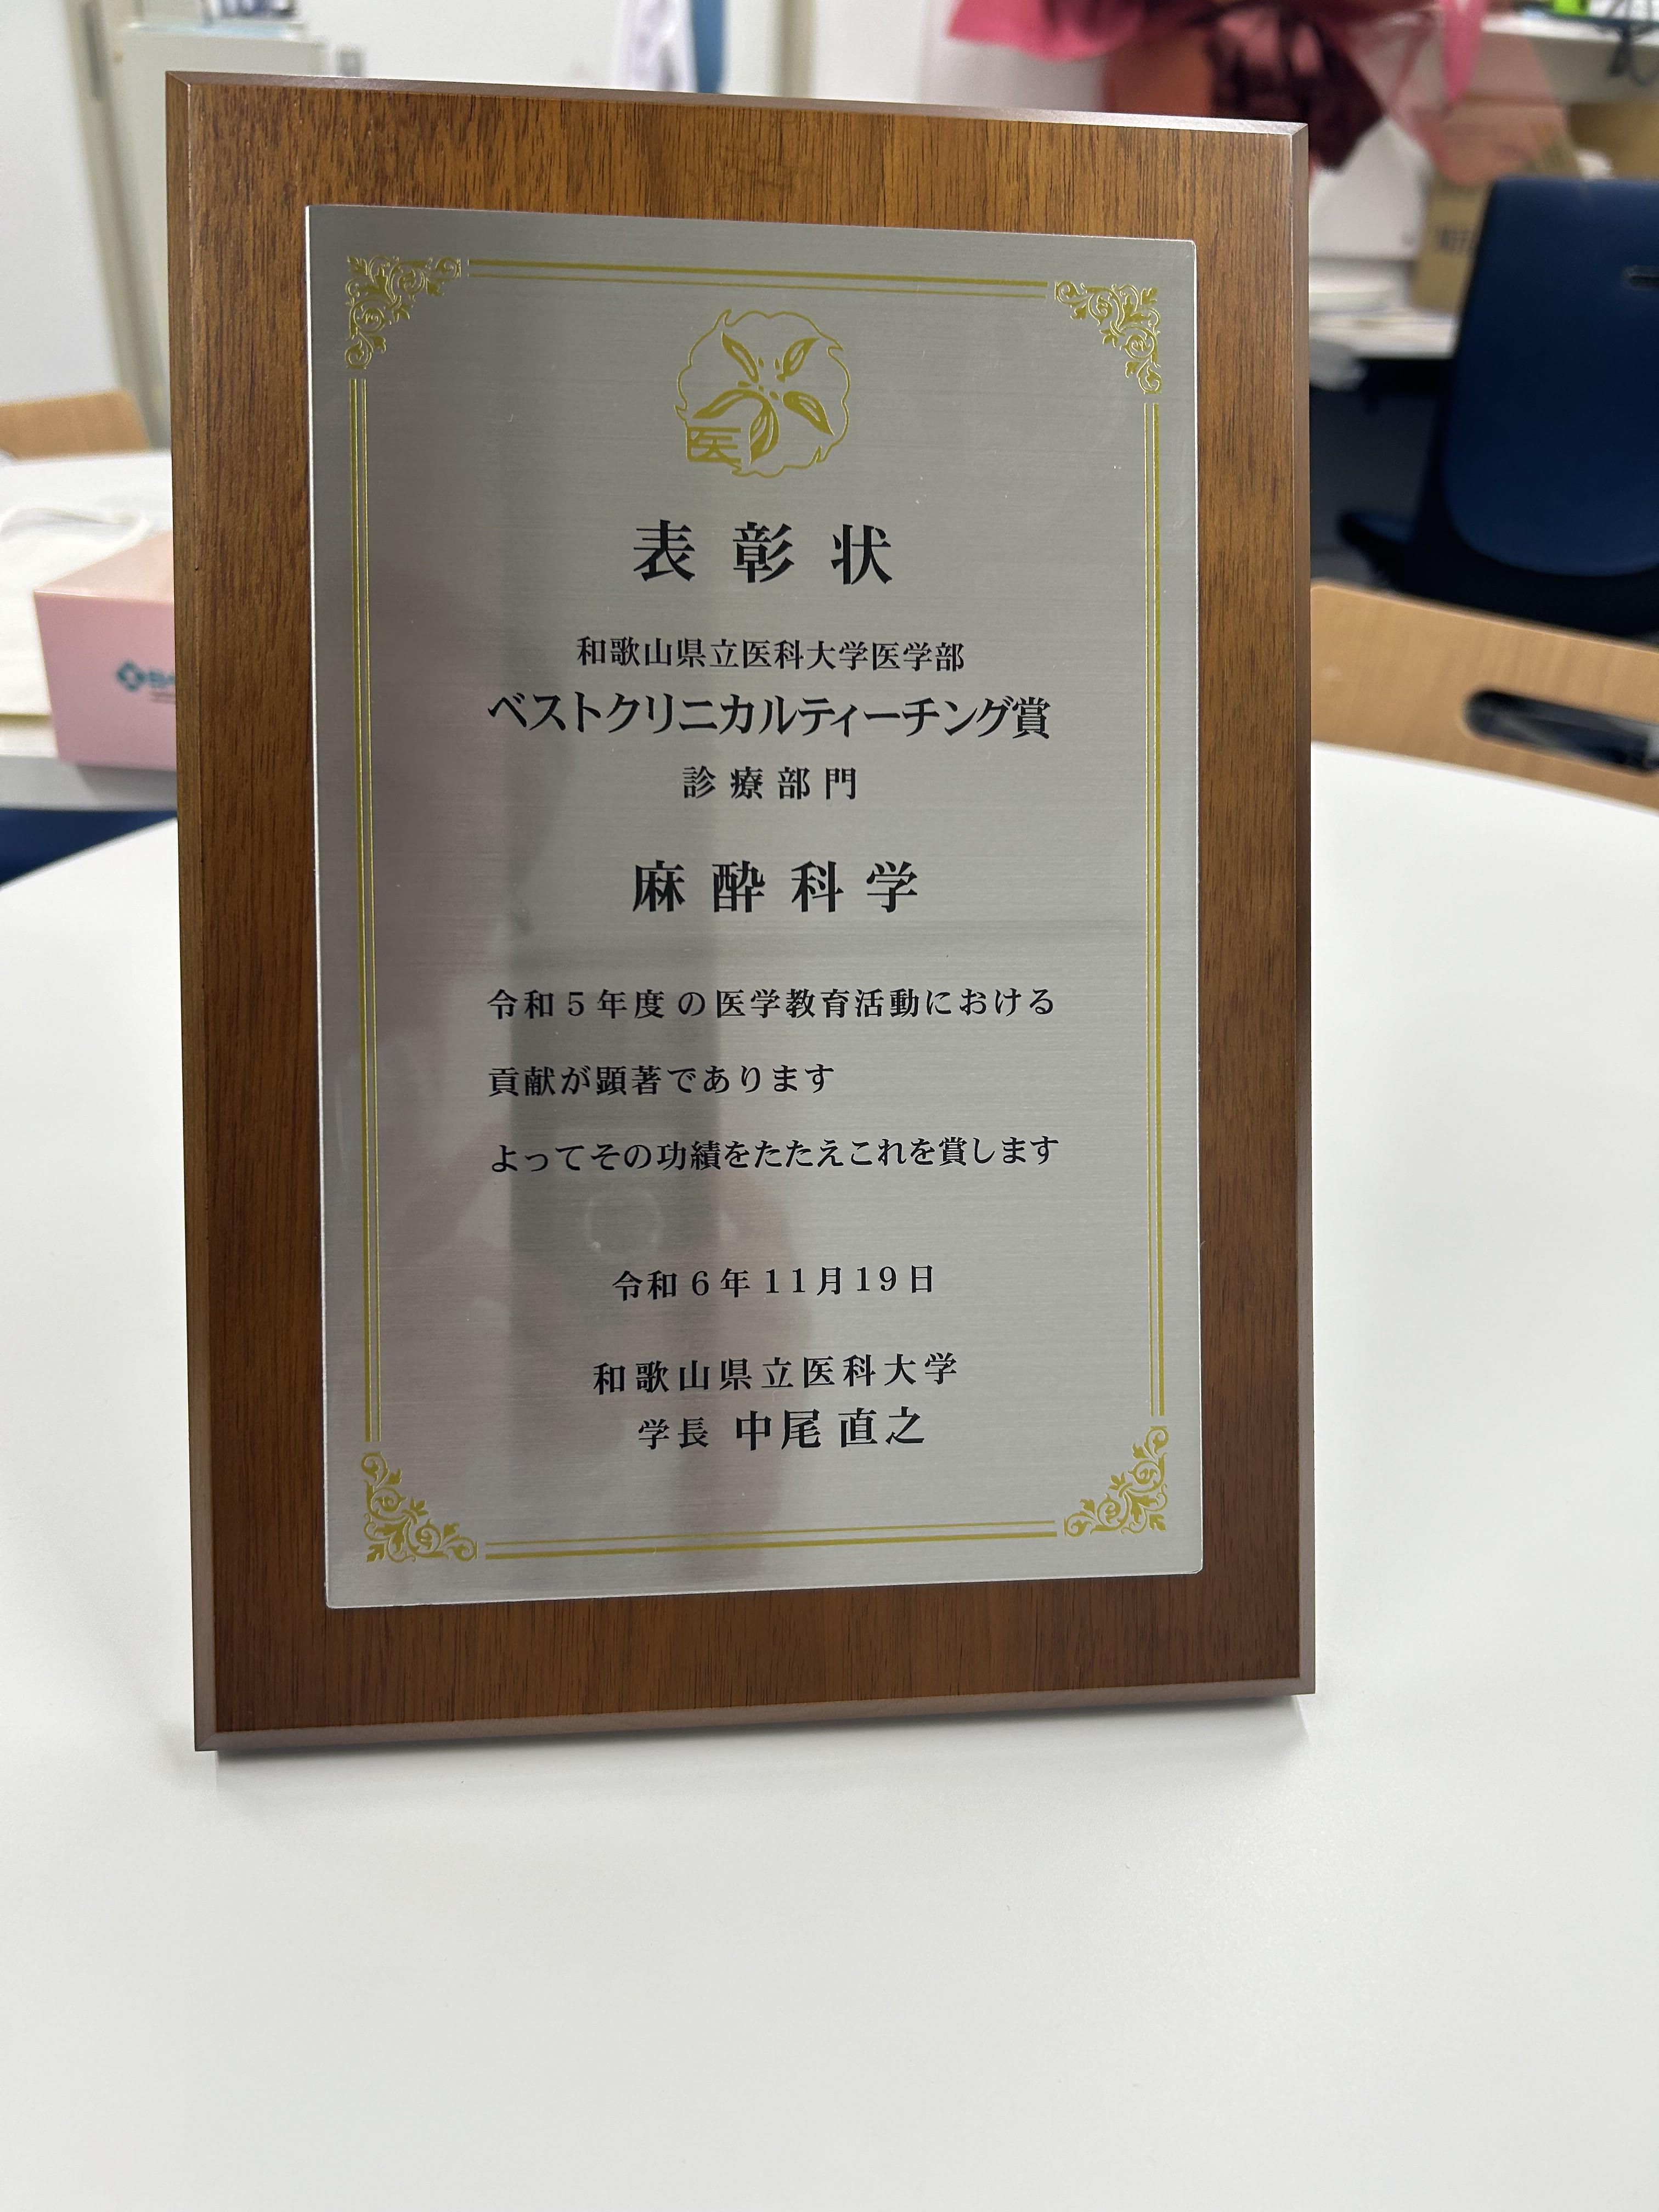 医
表彰状
和歌山県立医科大学医学部
ベストクリニカルティーチング賞
診療部門
麻酔科学
令和5年度の医学教育活動における
貢献が顕著であります
よってその功績をたたえこれを賞します
令和6年11月19日
和歌山県立医科大学
学長 中尾 直之